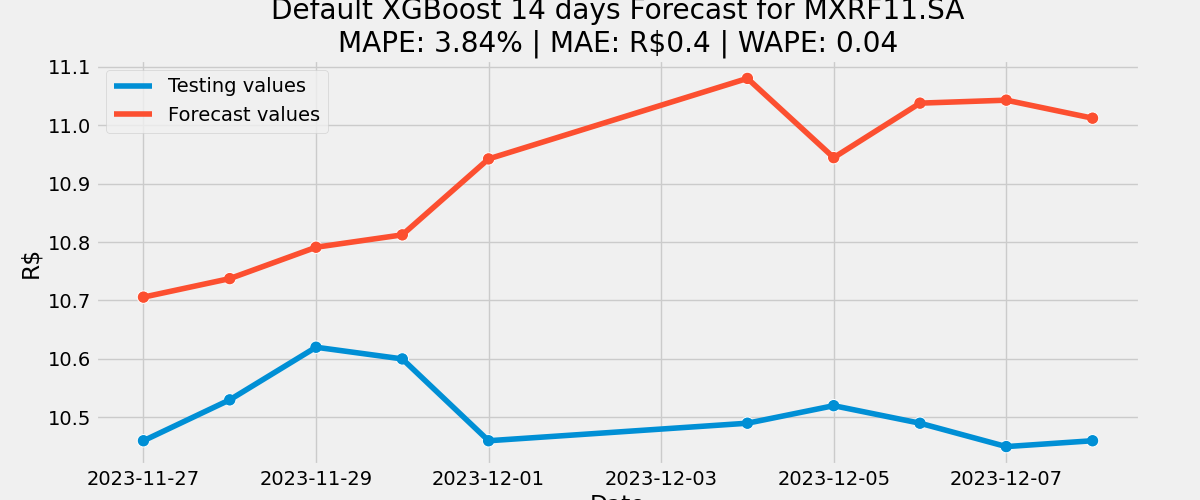 Default XGBoost 14 days Forecast for MXRF11.SA
MAPE: 3.84% | MAE: R$0.4 | WAPE: 0.04
Testing values
Forecast values
R$
11.1
11.0
10.9
10.8
10.7
10.6
10.5
2023-11-27 2023-11-29 2023-12-01 2023-12-03 2023-12-05 2023-12-07
Date